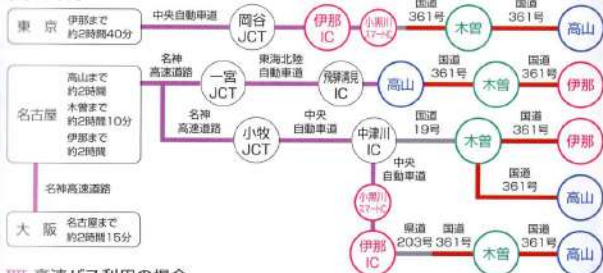 東京
伊那まで
約2時間40分
中央自動車道
岡谷
JCT
伊那
IC
小黒川
スマートIC
国道
361号
木曽
国道
361号
高山
名古屋
高山まで
約2時間
木曽まで
約2時間10分
伊那まで
約2時間
名神
高速道路
一宮
JCT
東海北陸
自動車道
飛騨清見
IC
高山
国道
361号
木曽
国道
361号
伊那
名神
高速道路
小牧
JCT
中央
自動車道
中津川
IC
国道
19号
木曽
国道
361号
伊那
国道
361号
高山
中央
自動車道
小黒川
スマートIC
伊那
IC
県道
203号
国道
361号
木曽
国道
361号
高山
名神高速道路
大阪
名古屋まで
約2時間15分
高速バス利用の場合